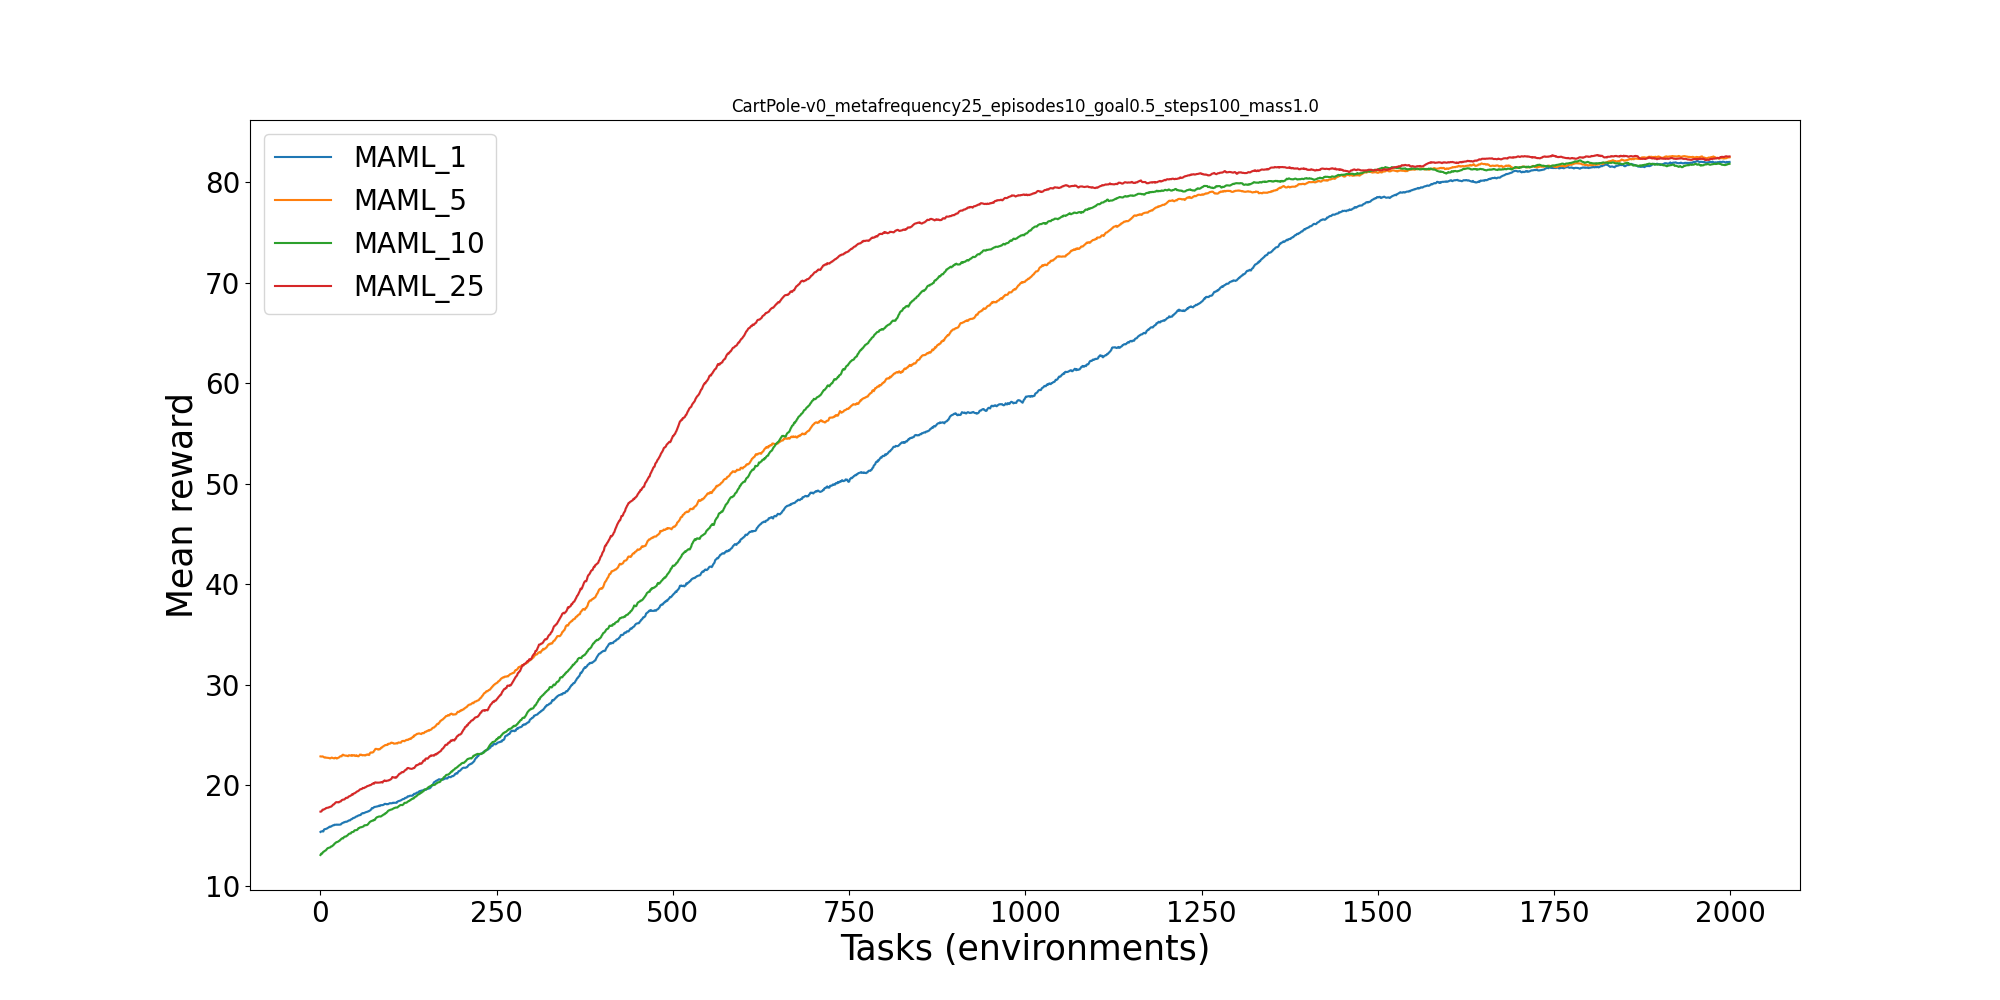 CartPole-v0_metafrequency25_episodes10_goal0.5_steps100_mass1.0
MAML_1
MAML_5
MAML_10
MAML_25
Mean reward
80
70
60
50
40
30
20
10
0 250 500 750 1000 1250 1500 1750 2000
Tasks (environments)